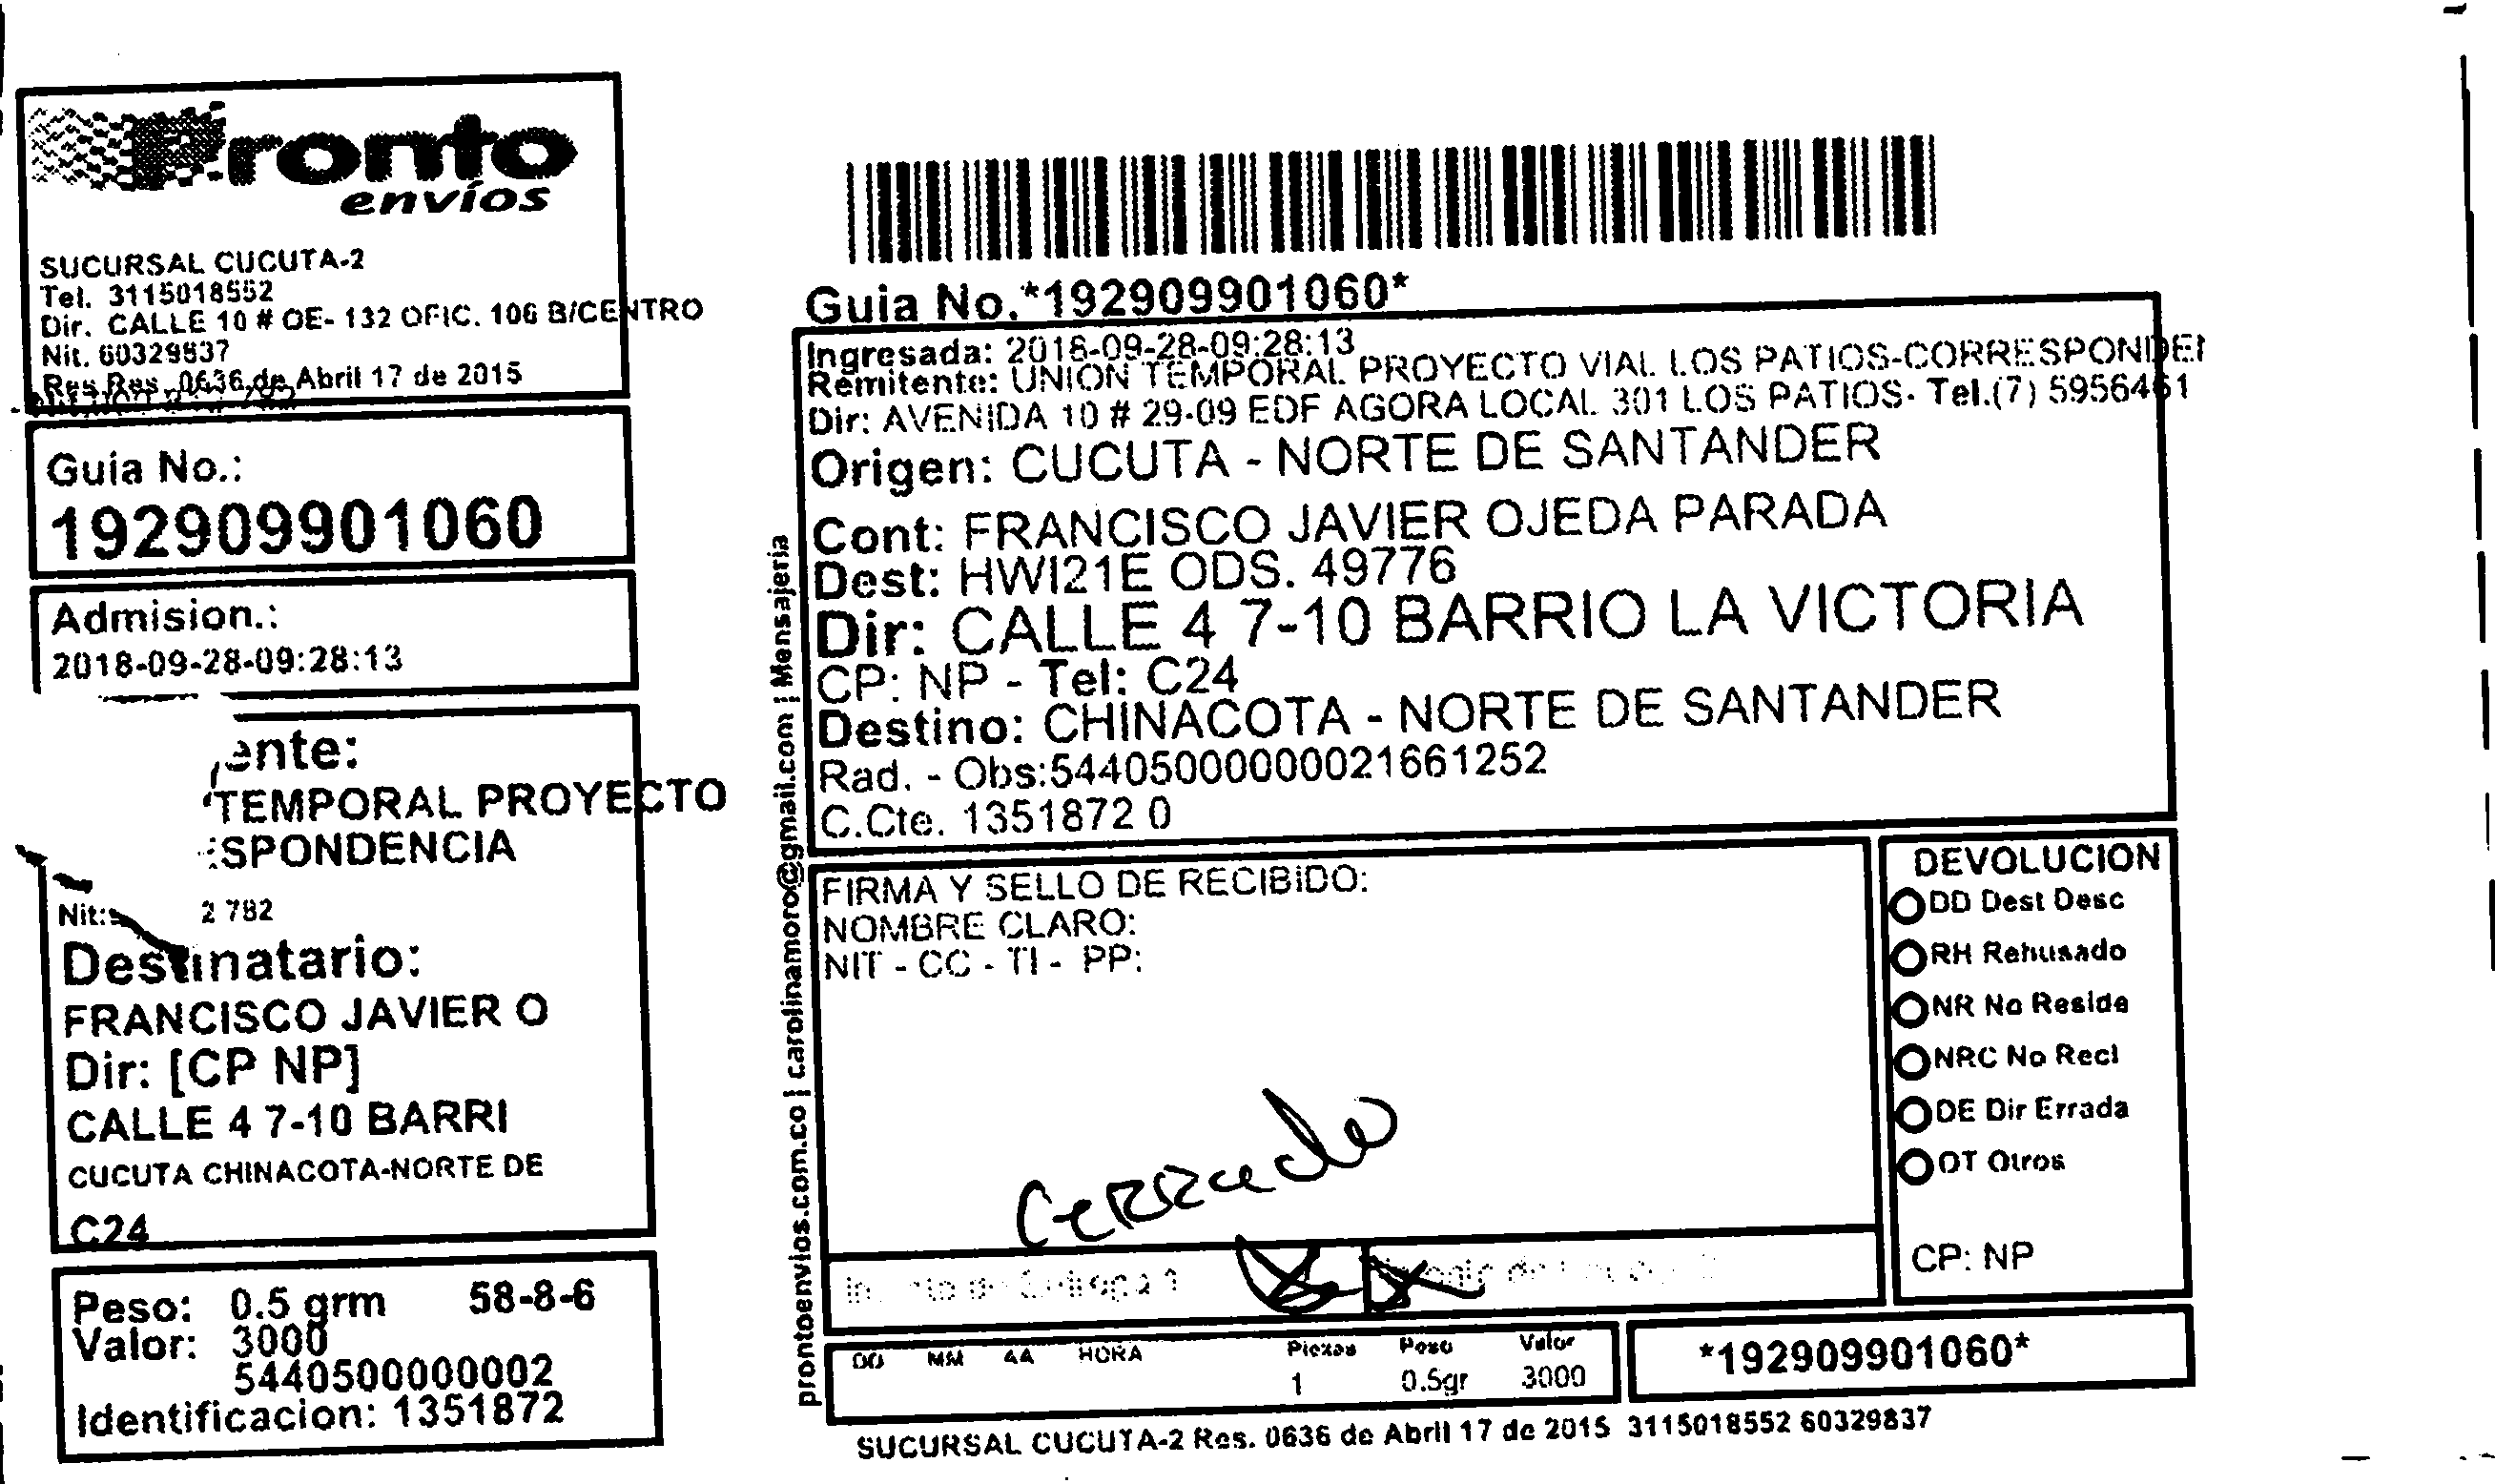 Pronto
envíos
SUCURSAL CUCUTA-2
Tel. 3115018552
Dir. CALLE 10 # OE- 132 OFIC. 106 B/CENTRO
Nit. 60329837
Res Res. 0636 de Abril 17 de 2015
Guia No.:
192909901060
Admision.:
2018-09-28-09:28:13
ente:
TEMPORAL PROYECTO
SPONDENCIA
Nit: 2 782
Destinatario:
FRANCISCO JAVIER O
Dir: [CP NP]
CALLE 4 7-10 BARRI
CUCUTA CHINACOTA-NORTE DE
C24
Peso: 0.5 grm 58-8-6
Valor: 3000
5440500000002
Identificacion: 1351872
prontoenvios.com.co | carolinamoro@gmail.com | Mensajeria
Guia No.*192909901060*
Ingresada: 2018-09-28-09:28:13
Remitente: UNION TEMPORAL PROYECTO VIAL LOS PATIOS-CORRESPONDEN
Dir: AVENIDA 10 # 29-09 EDF AGORA LOCAL 301 LOS PATIOS- Tel.(7) 5956461
Origen: CUCUTA - NORTE DE SANTANDER
Cont: FRANCISCO JAVIER OJEDA PARADA
Dest: HWI21E ODS. 49776
Dir: CALLE 4 7-10 BARRIO LA VICTORIA
CP: NP - Tel: C24
Destino: CHINACOTA - NORTE DE SANTANDER
Rad. - Obs:5440500000002166​1252
C.Cte. 1351872 0
FIRMA Y SELLO DE RECIBIDO:
NOMBRE CLARO:
NIT - CC - TI - PP:
Cerrado
DEVOLUCION
DD Dest Desc
RH Rehusado
NR No Reside
NRC No Recl
DE Dir Errada
OT Otros
CP: NP
DD MM AA HORA Piezas Peso Valor
1 0.5gr 3000
*192909901060*
SUCURSAL CUCUTA-2 Res. 0636 de Abril 17 de 2015 3115018552 60329837